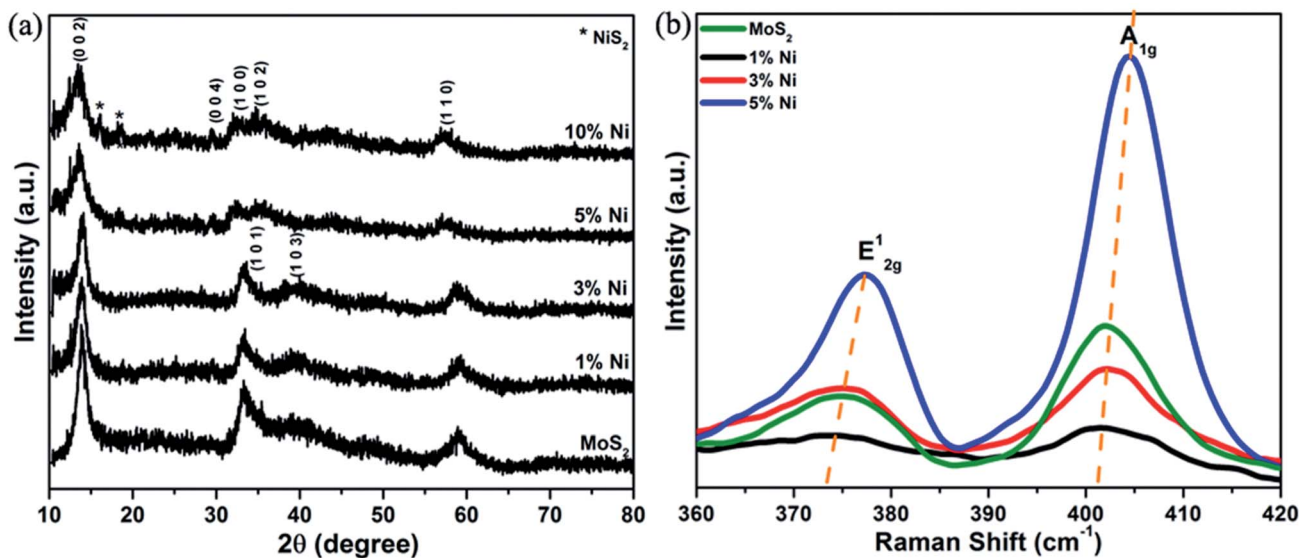 (a)
* NiS₂
(0 0 2)
*
*
(0 0 4)
(1 0 0)
(1 0 2)
(1 1 0)
10% Ni
5% Ni
(1 0 1)
(1 0 3)
3% Ni
1% Ni
MoS₂
Intensity (a.u.)
10 20 30 40 50 60 70 80
2θ (degree)
(b)
MoS₂
1% Ni
3% Ni
5% Ni
A₁g
E¹₂g
Intensity (a.u.)
360 370 380 390 400 410 420
Raman Shift (cm⁻¹)